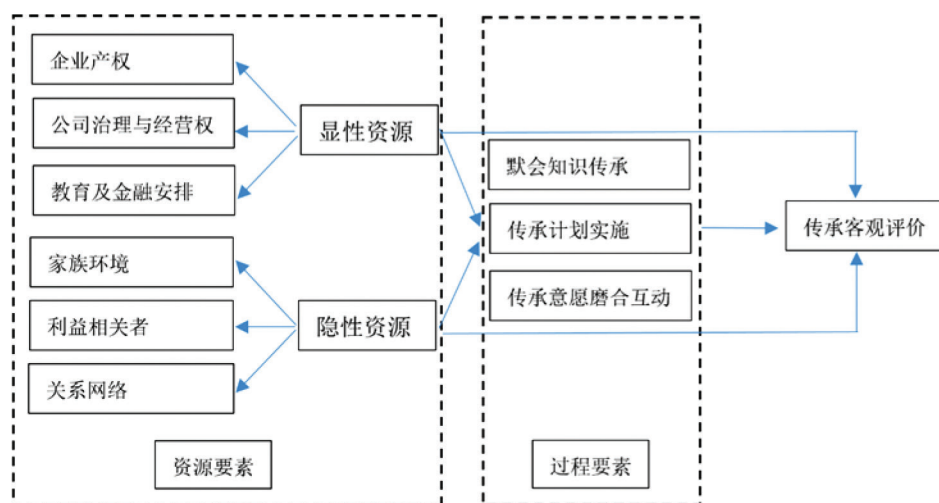 企业产权
公司治理与经营权
显性资源
教育及金融安排
默会知识传承
传承计划实施
传承客观评价
家族环境
传承意愿磨合互动
利益相关者
隐性资源
关系网络
资源要素
过程要素